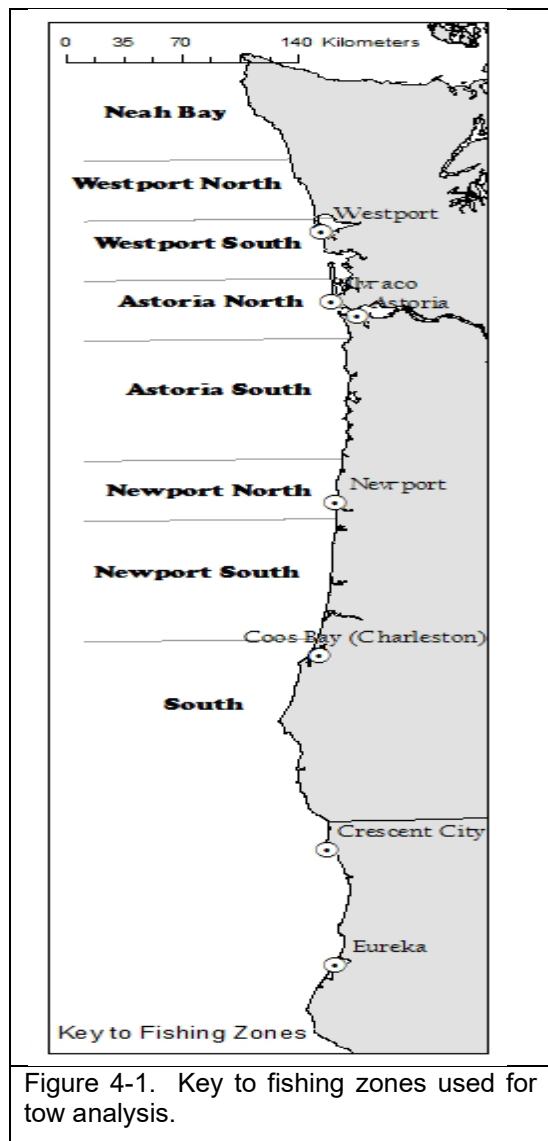 0 35 70 140 Kilometers
Neah Bay
Westport North
Westport
Westport South
Astoria North
Astoria
Astoria South
Newport North
Newport
Newport South
Coos Bay (Charleston)
South
Crescent City
Eureka
Key to Fishing Zones
Figure 4-1. Key to fishing zones used for
tow analysis.